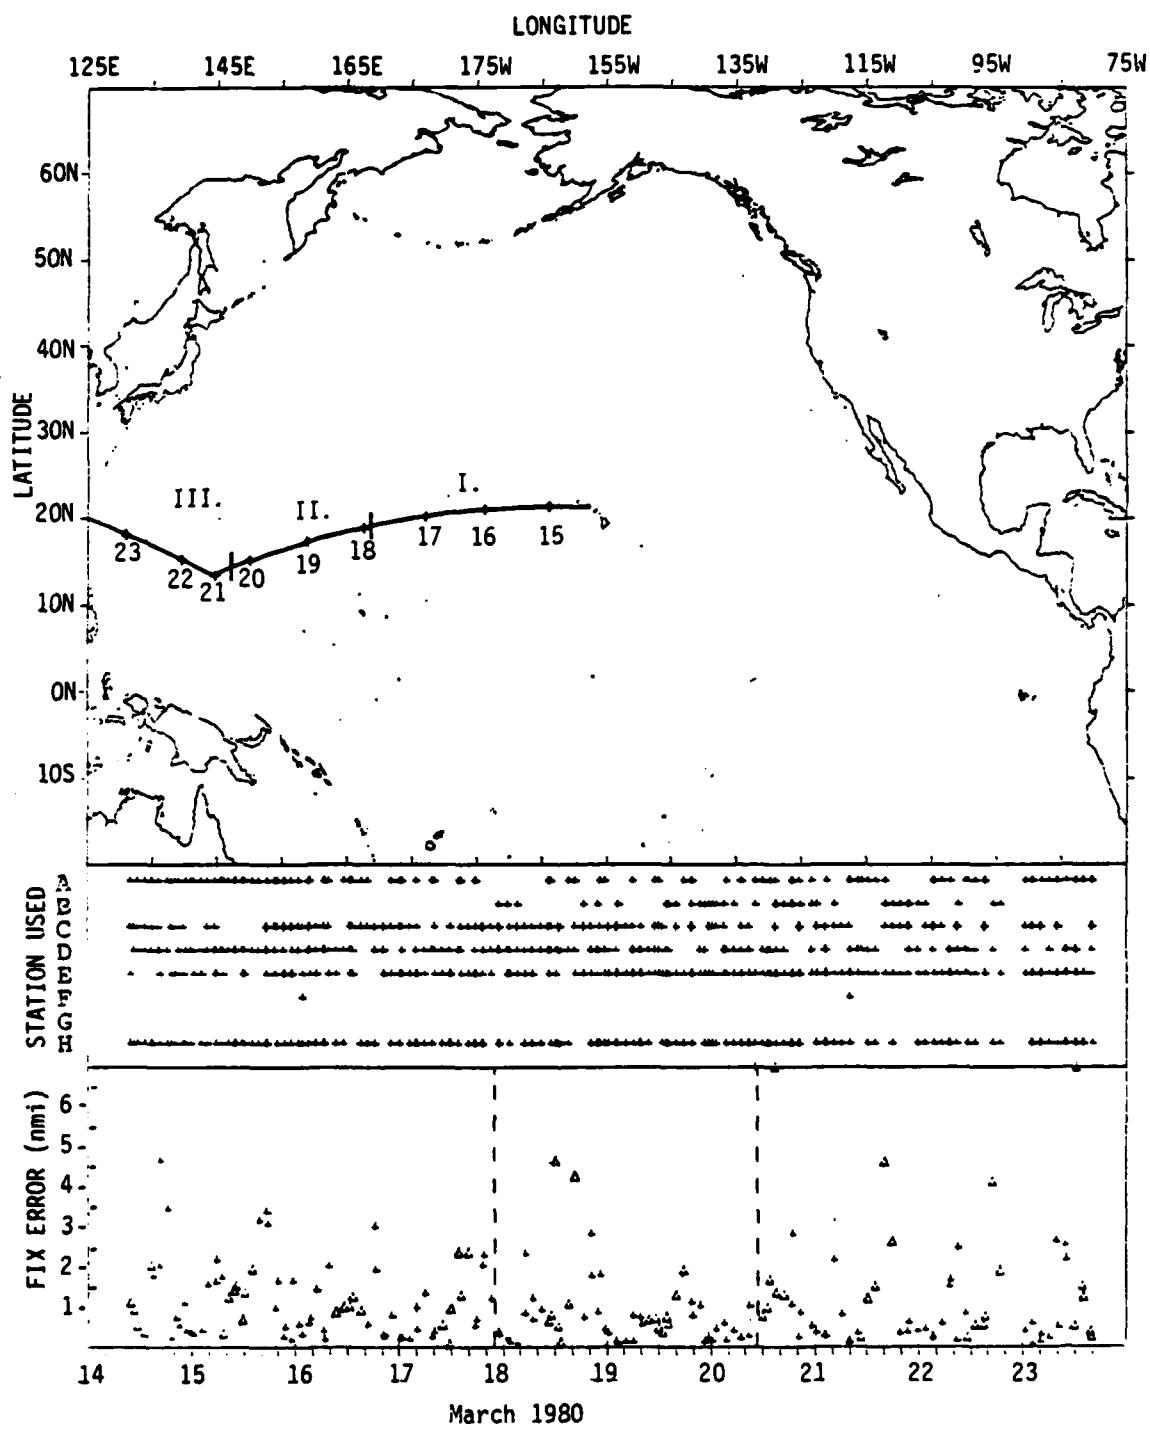 LONGITUDE
125E 145E 165E 175W 155W 135W 115W 95W 75W
LATITUDE
60N
50N
40N
30N
20N
10N
0N
10S
III. II. I.
23 22 21 20 19 18 17 16 15
STATION USED
A
B
C
D
E
F
G
H
FIX ERROR (nmi)
6
5
4
3
2
1
14 15 16 17 18 19 20 21 22 23
March 1980